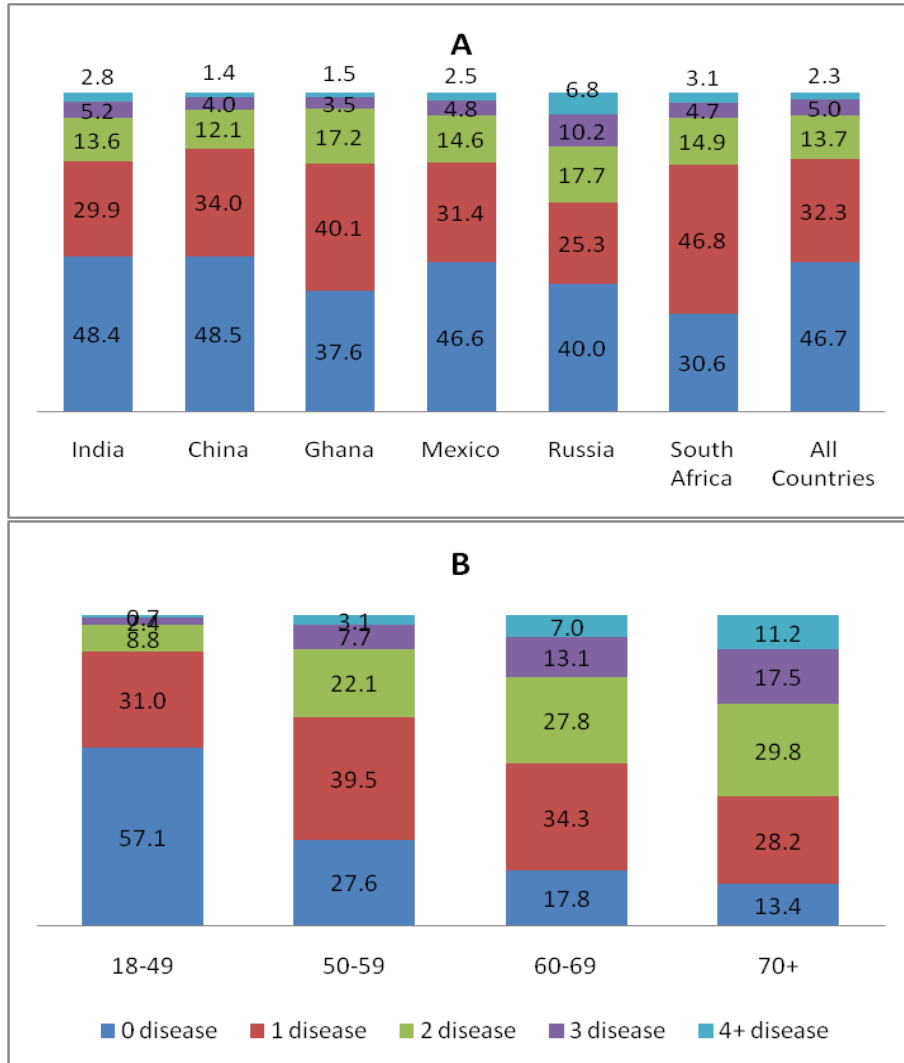 A
2.8 1.4 1.5 2.5 6.8 3.1 2.3
5.2 4.0 3.5 4.8 10.2 4.7 5.0
13.6 12.1 17.2 14.6 17.7 14.9 13.7
29.9 34.0 40.1 31.4 25.3 46.8 32.3
48.4 48.5 37.6 46.6 40.0 30.6 46.7
India China Ghana Mexico Russia South All
Africa Countries
B
0.7 3.1 7.0 11.2
2.4 7.7 13.1 17.5
8.8 22.1 27.8 29.8
31.0 39.5 34.3 28.2
57.1 27.6 17.8 13.4
18-49 50-59 60-69 70+
0 disease 1 disease 2 disease 3 disease 4+ disease